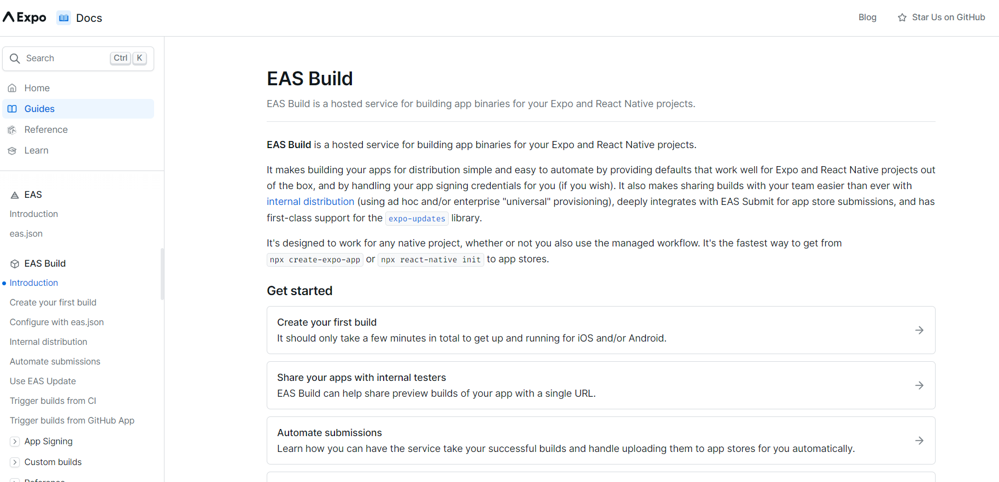 Expo Docs
Blog
Star Us on GitHub
Search Ctrl K
Home
Guides
Reference
Learn
EAS
Introduction
eas.json
EAS Build
Introduction
Create your first build
Configure with eas.json
Internal distribution
Automate submissions
Use EAS Update
Trigger builds from CI
Trigger builds from GitHub App
App Signing
Custom builds
Reference
EAS Build
EAS Build is a hosted service for building app binaries for your Expo and React Native projects.
EAS Build is a hosted service for building app binaries for your Expo and React Native projects.
It makes building your apps for distribution simple and easy to automate by providing defaults that work well for Expo and React Native projects out
of the box, and by handling your app signing credentials for you (if you wish). It also makes sharing builds with your team easier than ever with
internal distribution (using ad hoc and/or enterprise "universal" provisioning), deeply integrates with EAS Submit for app store submissions, and has
first-class support for the expo-updates library.
It's designed to work for any native project, whether or not you also use the managed workflow. It's the fastest way to get from
npx create-expo-app or npx react-native init to app stores.
Get started
Create your first build
It should only take a few minutes in total to get up and running for iOS and/or Android.
Share your apps with internal testers
EAS Build can help share preview builds of your app with a single URL.
Automate submissions
Learn how you can have the service take your successful builds and handle uploading them to app stores for you automatically.